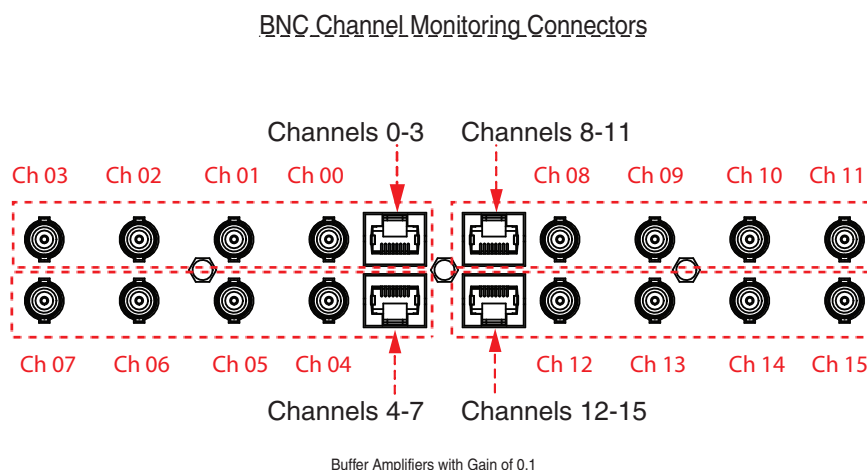 BNC Channel Monitoring Connectors
Channels 0-3 Channels 8-11
Ch 03 Ch 02 Ch 01 Ch 00 Ch 08 Ch 09 Ch 10 Ch 11
Ch 07 Ch 06 Ch 05 Ch 04 Ch 12 Ch 13 Ch 14 Ch 15
Channels 4-7 Channels 12-15
Buffer Amplifiers with Gain of 0.1